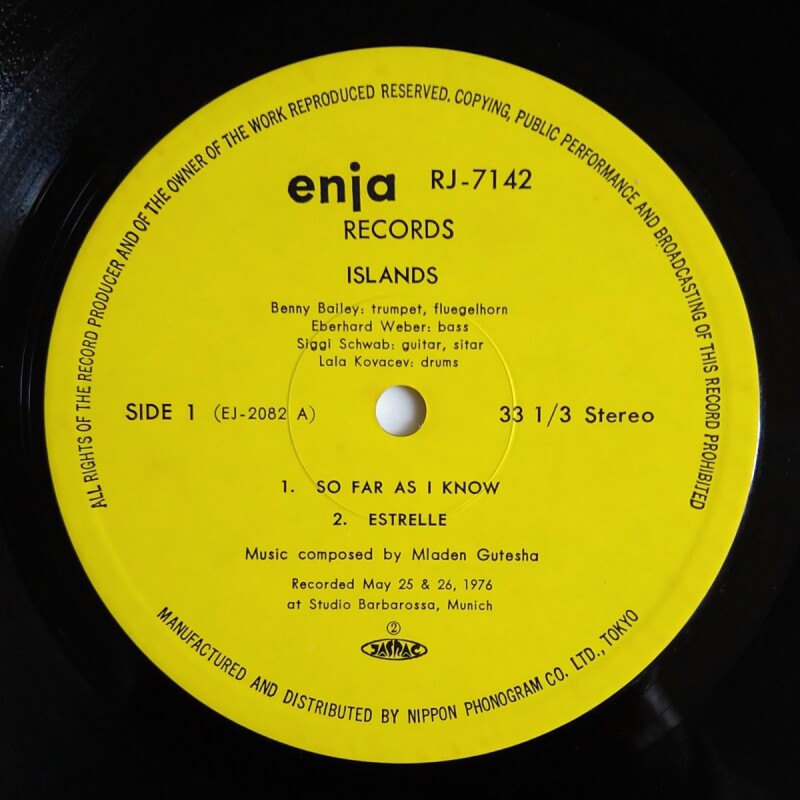 ALL RIGHTS OF THE RECORD PRODUCER AND OF THE OWNER OF THE WORK REPRODUCED RESERVED. COPYING, PUBLIC PERFORMANCE AND BROADCASTING OF THIS RECORD PROHIBITED
enja RJ-7142
RECORDS
ISLANDS
Benny Bailey: trumpet, fluegelhorn
Eberhard Weber: bass
Siggi Schwab: guitar, sitar
Lala Kovacev: drums
SIDE 1 (EJ-2082 A) 33 1/3 Stereo
1. SO FAR AS I KNOW
2. ESTRELLE
Music composed by Mladen Gutesha
Recorded May 25 & 26, 1976
at Studio Barbarossa, Munich
②
JASRAC
MANUFACTURED AND DISTRIBUTED BY NIPPON PHONOGRAM CO. LTD., TOKYO